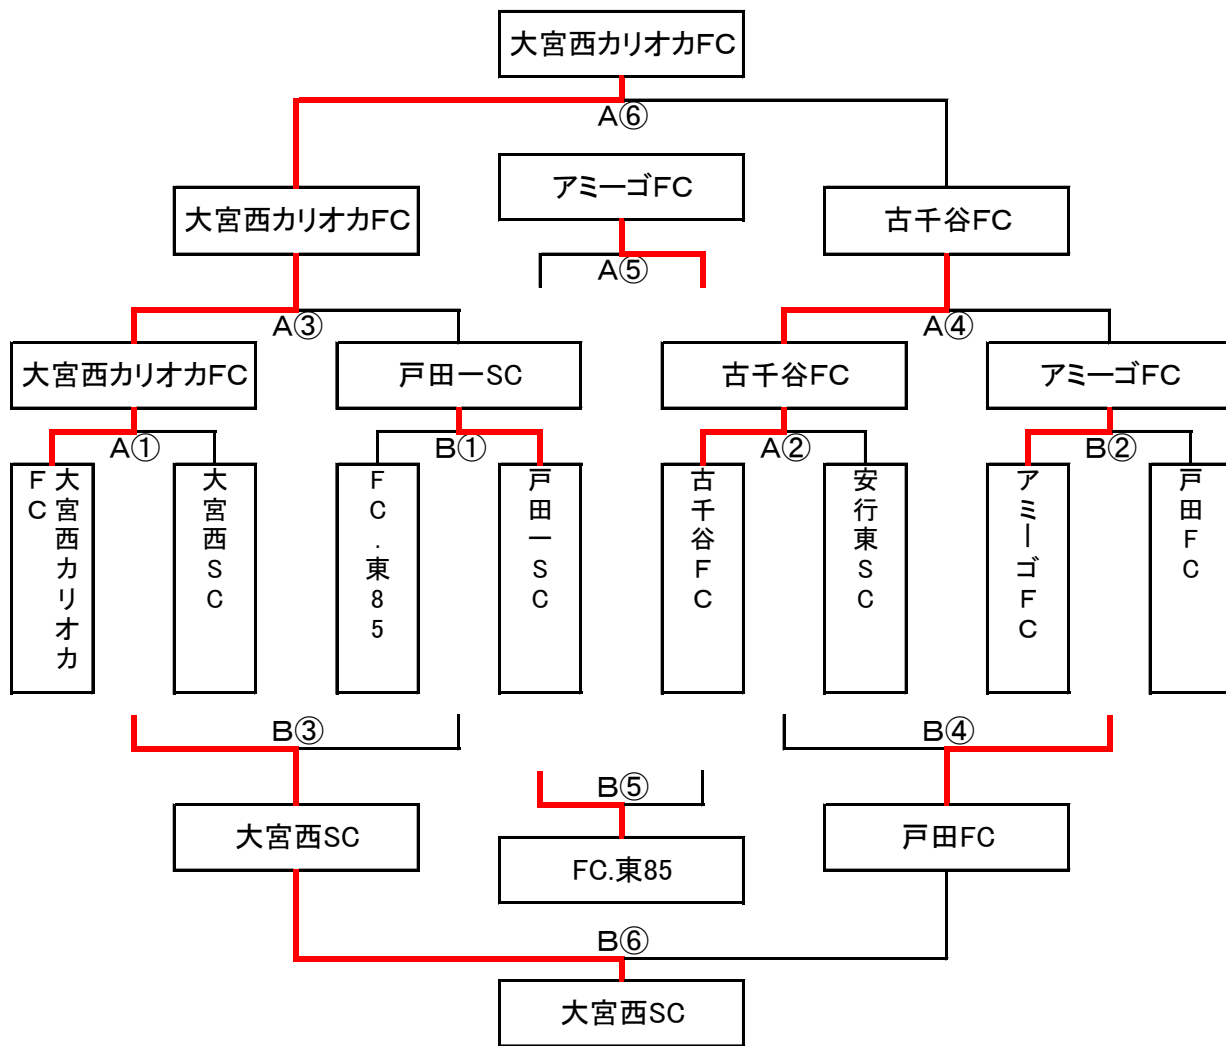 大宮西カリオカFC
A⑥
アミーゴFC
大宮西カリオカFC
古千谷FC
A⑤
A③
A④
大宮西カリオカFC
戸田一SC
古千谷FC
アミーゴFC
A①
B①
A②
B②
大宮西カリオカ
FC
大宮西SC
FC.東85
戸田一SC
古千谷FC
安行東SC
アミーゴFC
戸田FC
B③
B④
B⑤
大宮西SC
戸田FC
FC.東85
B⑥
大宮西SC